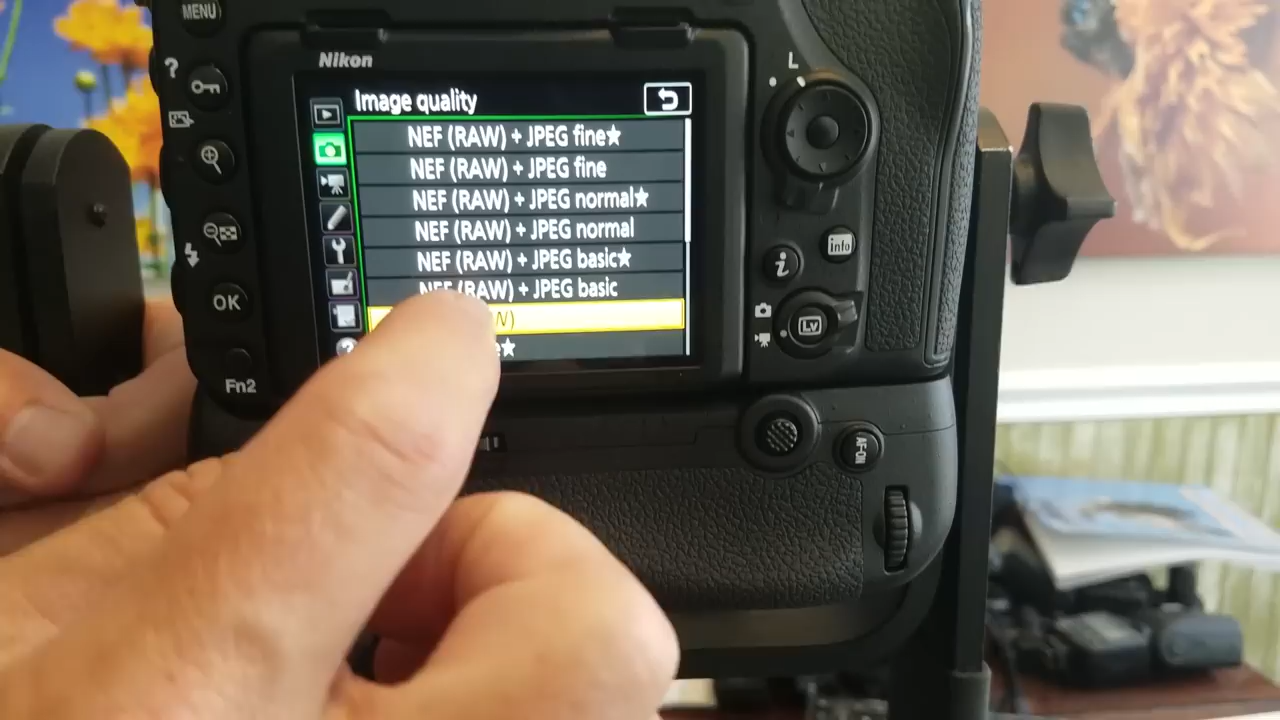 MENU
Nikon
L
?
Image quality
NEF (RAW) + JPEG fine★
NEF (RAW) + JPEG fine
NEF (RAW) + JPEG normal★
NEF (RAW) + JPEG normal
info
NEF (RAW) + JPEG basic★
i
NEF (RAW) + JPEG basic
OK
Lv
?
Fn2
AF-ON